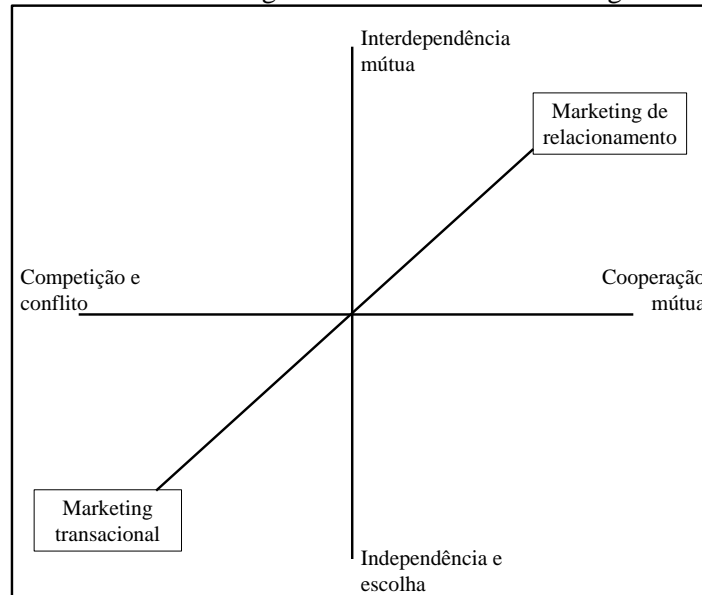 Interdependência
mútua
Marketing de
relacionamento
Competição e
conflito
Cooperação
mútua
Marketing
transacional
Independência e
escolha